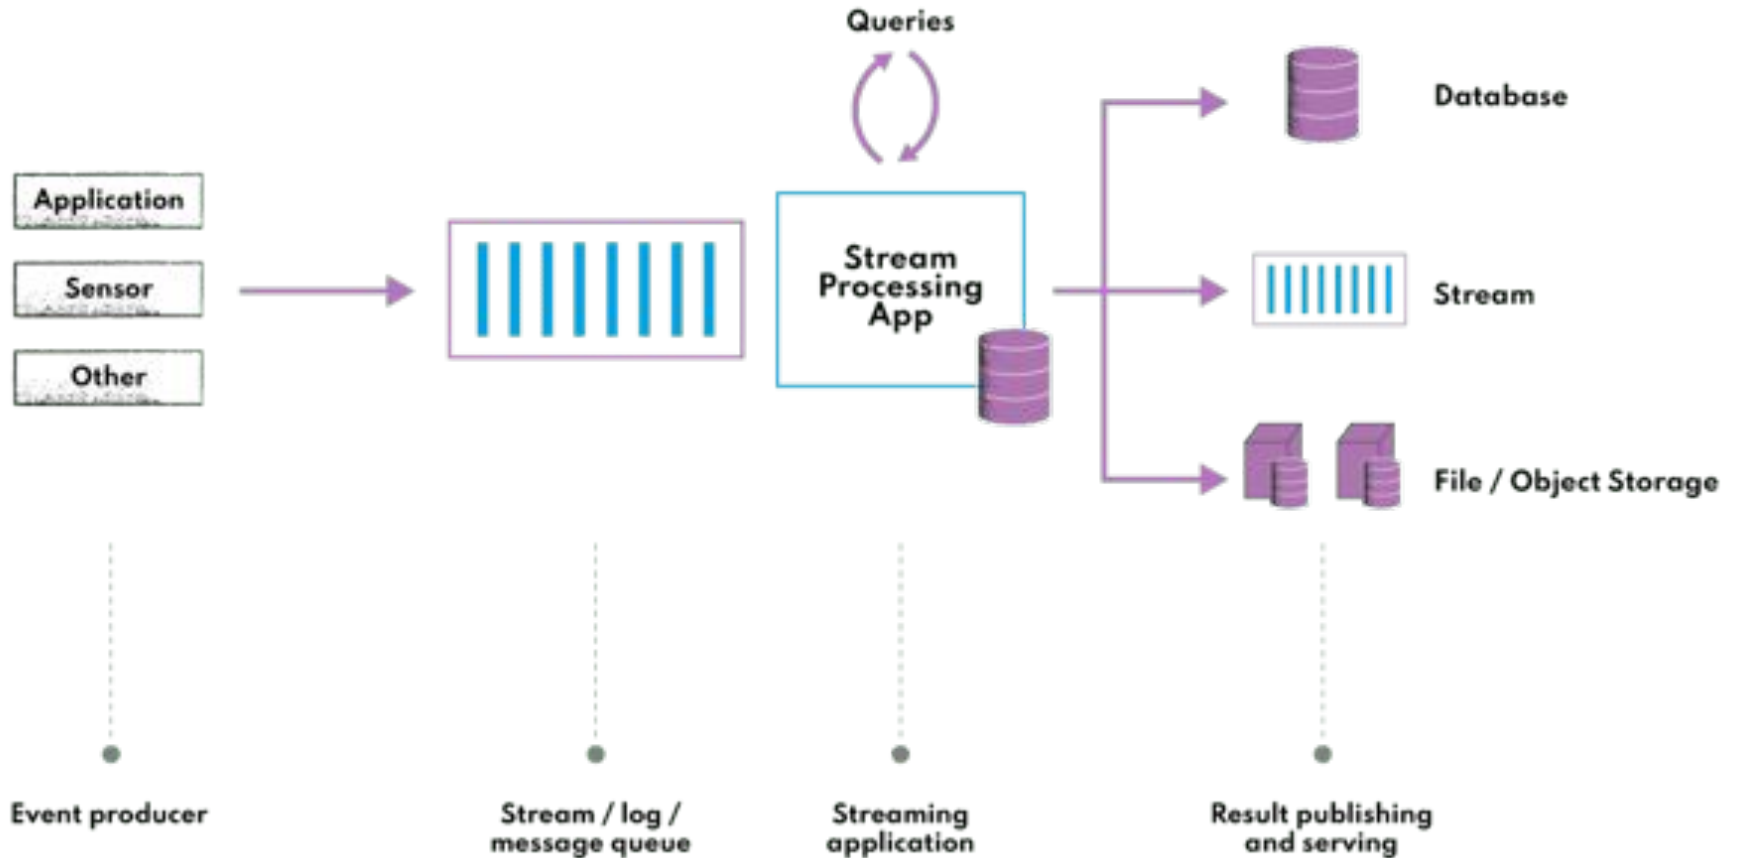 Queries
Application
Sensor
Other
Stream
Processing
App
Database
Stream
File / Object Storage
Event producer
Stream / log /
message queue
Streaming
application
Result publishing
and serving